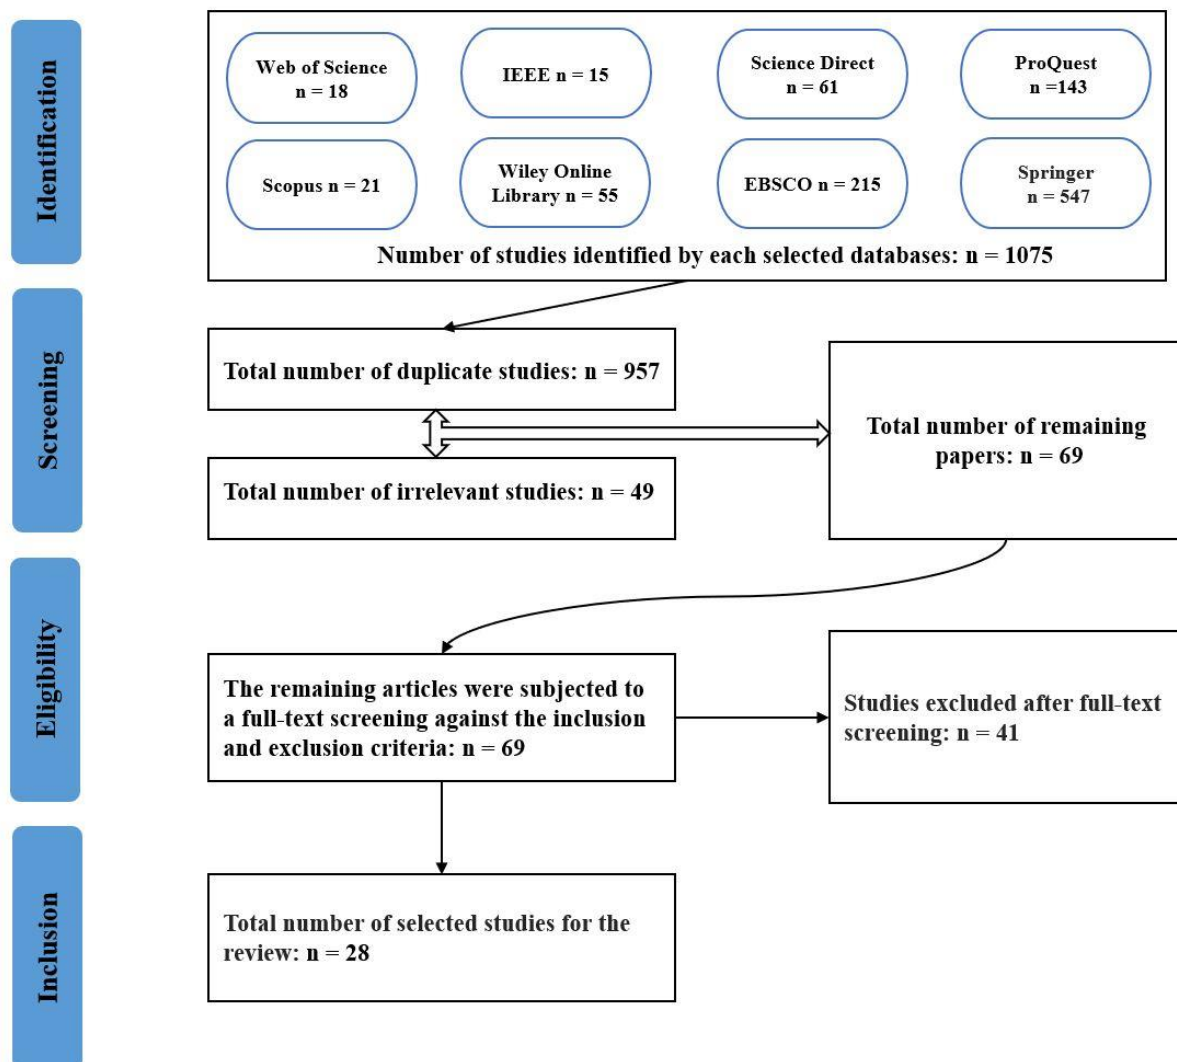 Identification
Web of Science
n = 18
IEEE n = 15
Science Direct
n = 61
ProQuest
n =143
Scopus n = 21
Wiley Online
Library n = 55
EBSCO n = 215
Springer
n = 547
Number of studies identified by each selected databases: n = 1075
Screening
Total number of duplicate studies: n = 957
Total number of irrelevant studies: n = 49
Total number of remaining
papers: n = 69
Eligibility
The remaining articles were subjected to
a full-text screening against the inclusion
and exclusion criteria: n = 69
Studies excluded after full-text
screening: n = 41
Inclusion
Total number of selected studies for the
review: n = 28